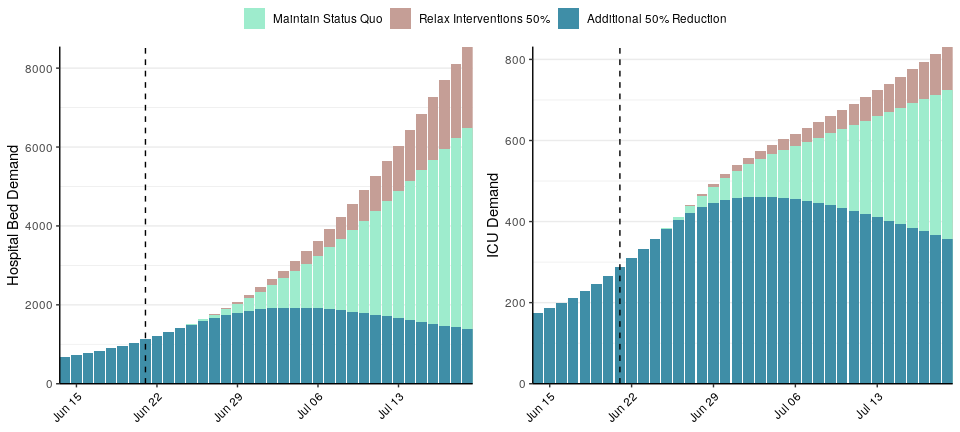 Maintain Status Quo
Relax Interventions 50%
Additional 50% Reduction
Hospital Bed Demand
8000
6000
4000
2000
0
Jun 15
Jun 22
Jun 29
Jul 06
Jul 13
ICU Demand
800
600
400
200
0
Jun 15
Jun 22
Jun 29
Jul 06
Jul 13